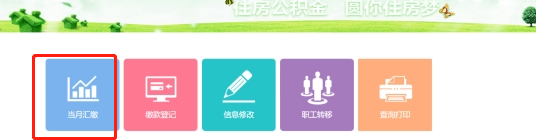 住房公积金 圆你住房梦
当月汇缴
缴款登记
信息修改
职工转移
查询打印